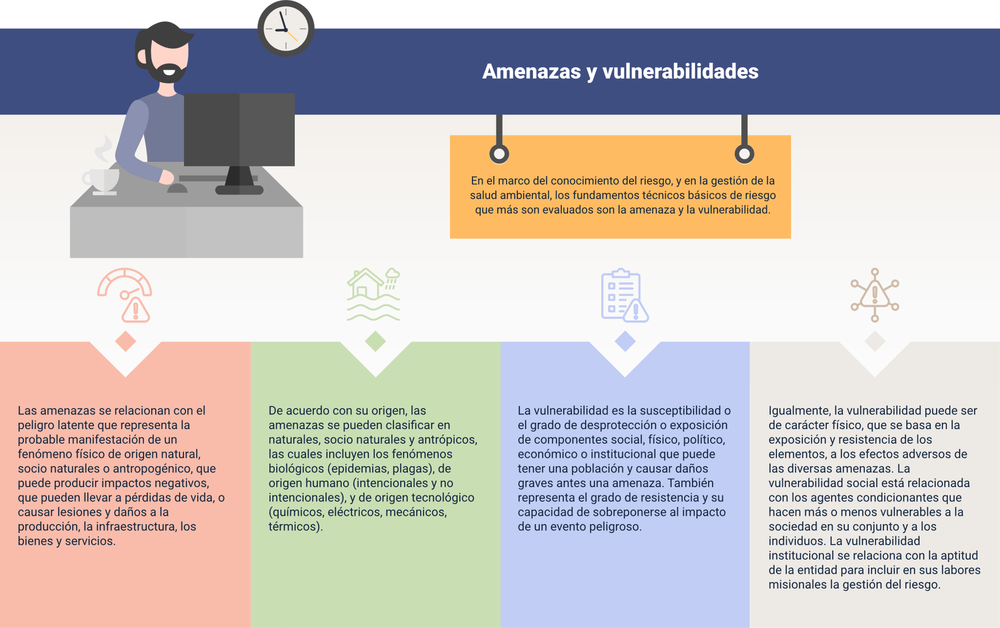 Amenazas y vulnerabilidades
En el marco del conocimiento del riesgo, y en la gestión de la
salud ambiental, los fundamentos técnicos básicos de riesgo
que más son evaluados son la amenaza y la vulnerabilidad.
Las amenazas se relacionan con el
peligro latente que representa la
probable manifestación de un
fenómeno físico de origen natural,
socio naturales o antropogénico, que
puede producir impactos negativos,
que pueden llevar a pérdidas de vida, o
causar lesiones y daños a la
producción, la infraestructura, los
bienes y servicios.
De acuerdo con su origen, las
amenazas se pueden clasificar en
naturales, socio naturales y antrópicos,
las cuales incluyen los fenómenos
biológicos (epidemias, plagas), de
origen humano (intencionales y no
intencionales), y de origen tecnológico
(químicos, eléctricos, mecánicos,
térmicos).
La vulnerabilidad es la susceptibilidad o
el grado de desprotección o exposición
de componentes social, físico, político,
económico o institucional que puede
tener una población y causar daños
graves antes una amenaza. También
representa el grado de resistencia y su
capacidad de sobreponerse al impacto
de un evento peligroso.
Igualmente, la vulnerabilidad puede ser
de carácter físico, que se basa en la
exposición y resistencia de los
elementos, a los efectos adversos de
las diversas amenazas. La
vulnerabilidad social está relacionada
con los agentes condicionantes que
hacen más o menos vulnerables a la
sociedad en su conjunto y a los
individuos. La vulnerabilidad
institucional se relaciona con la aptitud
de la entidad para incluir en sus labores
misionales la gestión del riesgo.